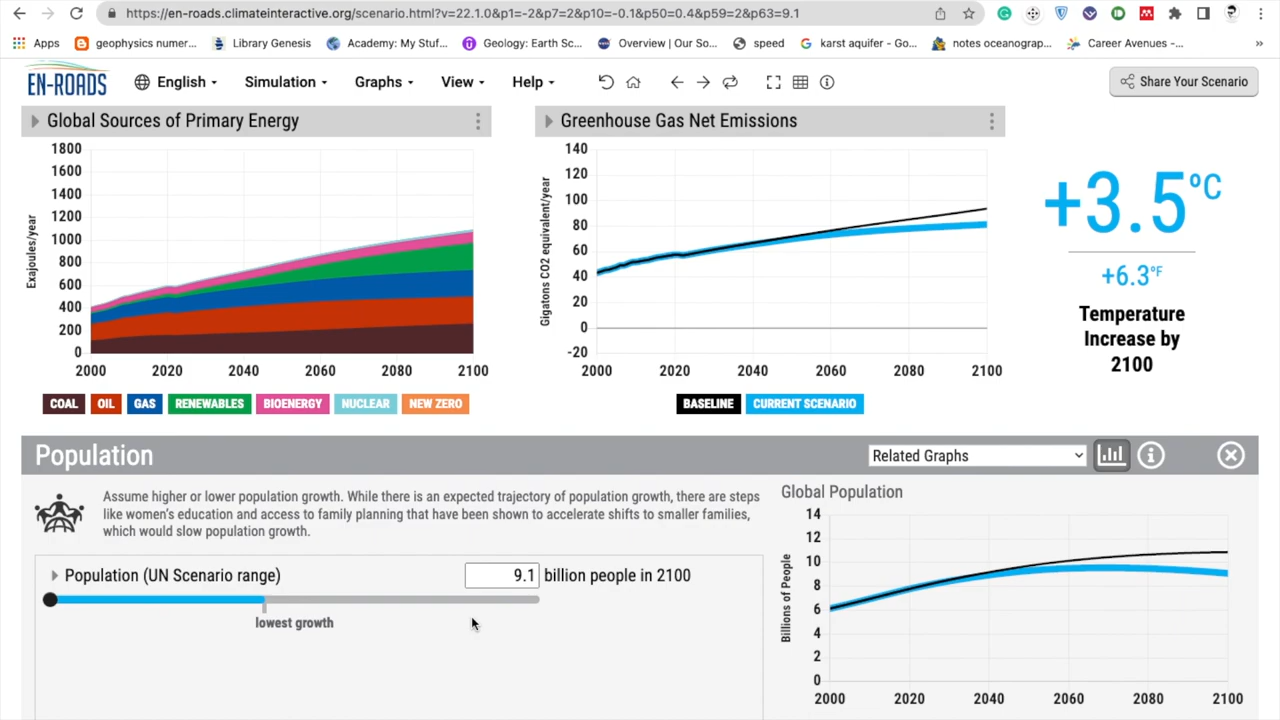 https://en-roads.climateinteractive.org/scenario.html?v=22.1.0&p1=-2&p7=2&p10=-0.1&p50=0.4&p59=2&p63=9.1
Apps geophysics numer... Library Genesis Academy: My Stuf... Geology: Earth Sc... Overview | Our So... speed karst aquifer - Go... notes oceanograp... Career Avenues -... »
EN-ROADS English Simulation Graphs View Help Share Your Scenario
Global Sources of Primary Energy
1800
1600
1400
1200
1000
800
600
400
200
0
Exajoules/year
2000 2020 2040 2060 2080 2100
COAL OIL GAS RENEWABLES BIOENERGY NUCLEAR NEW ZERO
Greenhouse Gas Net Emissions
140
120
100
80
60
40
20
0
-20
Gigatons CO2 equivalent/year
2000 2020 2040 2060 2080 2100
BASELINE CURRENT SCENARIO
+3.5ºC
+6.3°F
Temperature
Increase by
2100
Population
Related Graphs
Assume higher or lower population growth. While there is an expected trajectory of population growth, there are steps
like women's education and access to family planning that have been shown to accelerate shifts to smaller families,
which would slow population growth.
Population (UN Scenario range) 9.1 billion people in 2100
lowest growth
Global Population
14
12
10
8
6
4
2
0
Billions of People
2000 2020 2040 2060 2080 2100